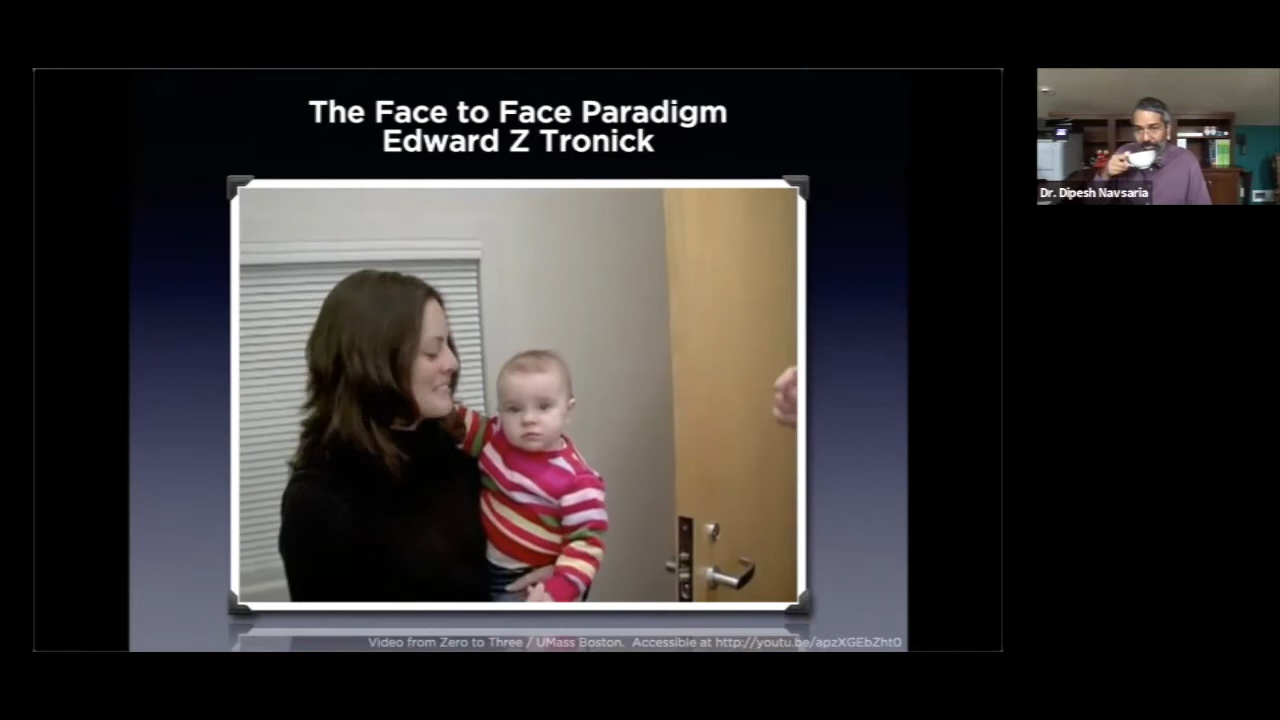 The Face to Face Paradigm
Edward Z Tronick
Dr. Dipesh Navsaria
Video from Zero to Three / UMass Boston. Accessible at http://youtu.be/apzXGEbZht0